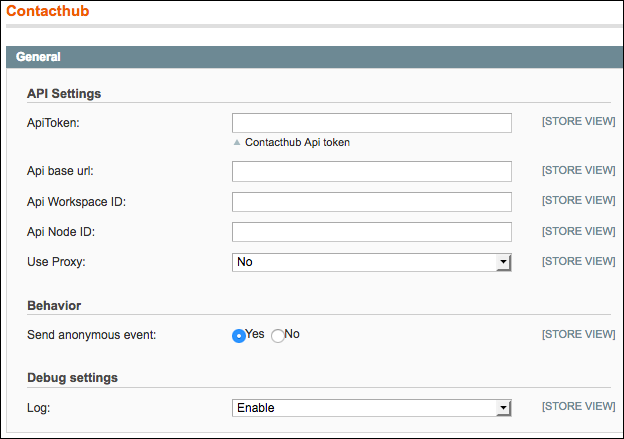 Contacthub
General
API Settings
ApiToken: [STORE VIEW]
Contacthub Api token
Api base url: [STORE VIEW]
Api Workspace ID: [STORE VIEW]
Api Node ID: [STORE VIEW]
Use Proxy: No [STORE VIEW]
Behavior
Send anonymous event: Yes No [STORE VIEW]
Debug settings
Log: Enable [STORE VIEW]